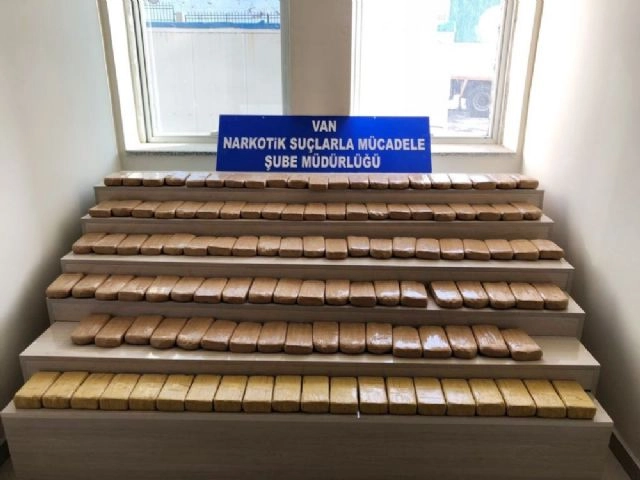 VAN
NARKOTİK SUÇLARLA MÜCADELE
ŞUBE MÜDÜRLÜĞÜ